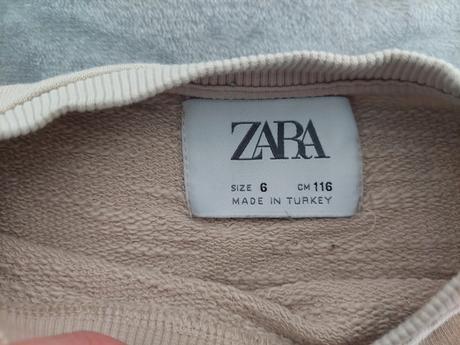 ZARA
SIZE 6 CM 116
MADE IN TURKEY